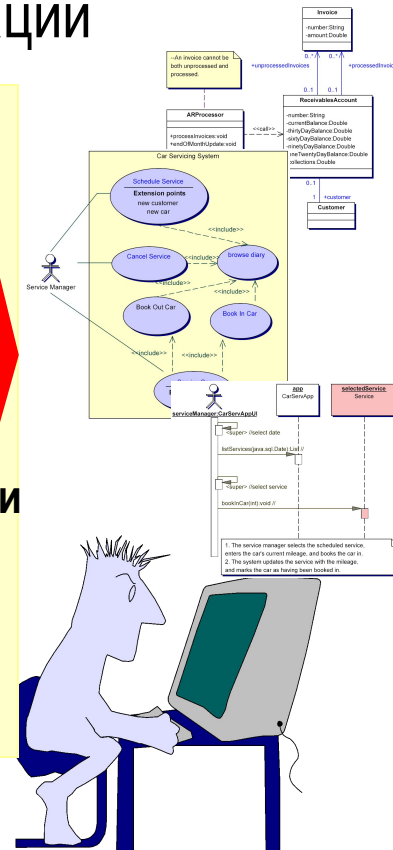 ции
Invoice
-number:String
-amount:Double
--An invoice cannot be
both unprocessed and
processed.
+unprocessedInvoices
0..*
0..*
+processedInvoic
0..1
0..1
ARProcessor
+processInvoices:void
+endOfMonthUpdate:void
<<call>>
ReceivablesAccount
-number:String
-currentBalance:Double
-thirtyDayBalance:Double
-sixtyDayBalance:Double
-ninetyDayBalance:Double
oneTwentyDayBalance:Double
collections:Double
0..1
1
+customer
Customer
Car Servicing System
Schedule Service
Extension points
new customer
new car
<<include>>
Cancel Service
<<include>>
browse diary
<<include>>
<<include>>
Book Out Car
Book In Car
Service Manager
<<include>>
<<include>>
serviceManager:CarServAppUI
app
CarServApp
selectedService
Service
<super> //select date
listServices(java.sql.Date):List //
<super> //select service
bookInCar(int):void //
и
1. The service manager selects the scheduled service,
enters the car's current mileage, and books the car in.
2. The system updates the service with the mileage,
and marks the car as having been booked in.